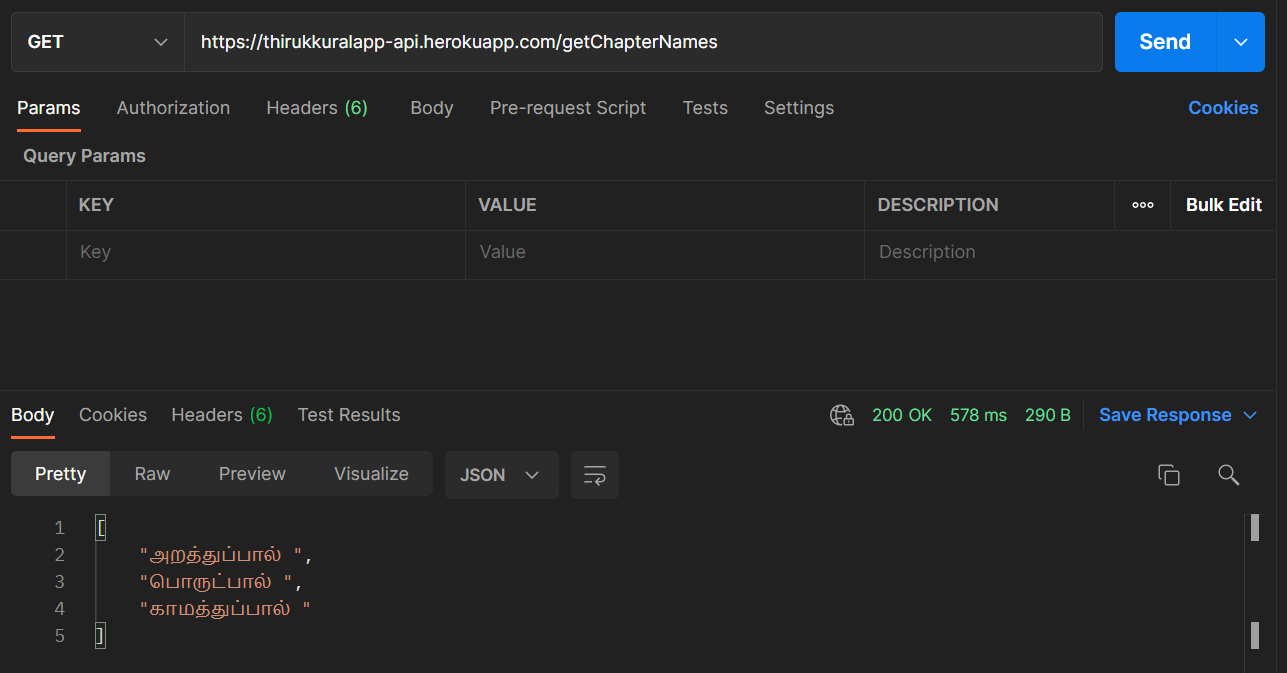 GET https://thirukkuralapp-api.herokuapp.com/getChapterNames Send
Params Authorization Headers (6) Body Pre-request Script Tests Settings Cookies
Query Params
KEY VALUE DESCRIPTION Bulk Edit
Key Value Description
Body Cookies Headers (6) Test Results 200 OK 578 ms 290 B Save Response
Pretty Raw Preview Visualize JSON
1 [
2 "அறத்துப்பால் ",
3 "பொருட்பால் ",
4 "காமத்துப்பால் "
5 ]